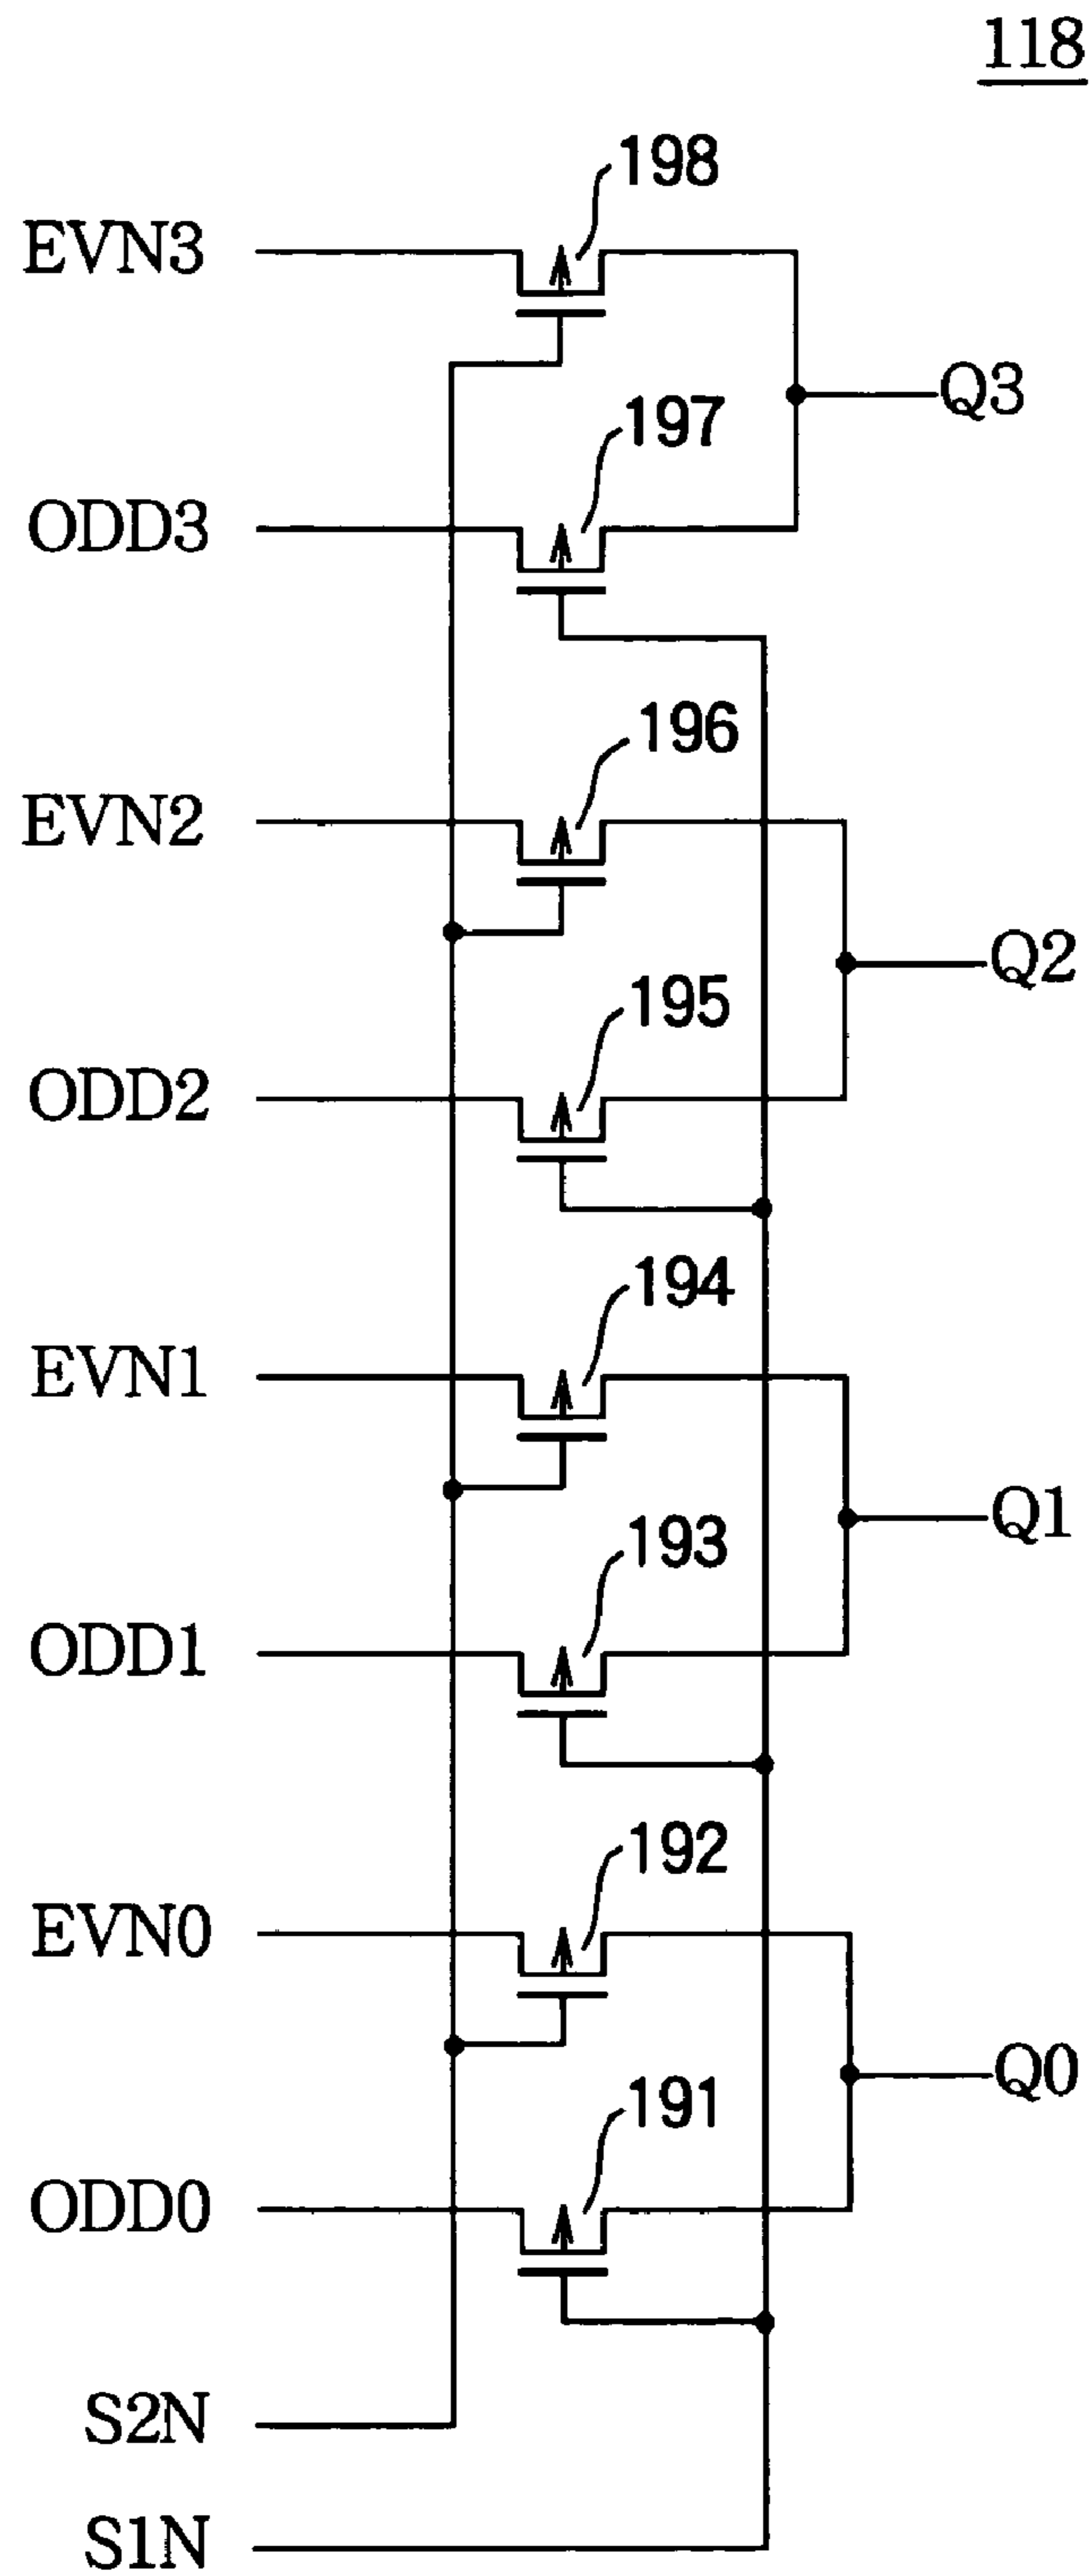 118
198
EVN3
Q3
197
ODD3
196
EVN2
Q2
195
ODD2
194
EVN1
Q1
193
ODD1
192
EVN0
Q0
191
ODD0
S2N
S1N